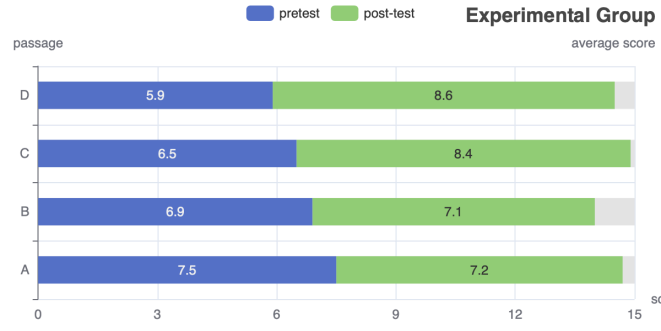 pretest post-test Experimental Group
passage average score
D 5.9 8.6
C 6.5 8.4
B 6.9 7.1
A 7.5 7.2
0 3 6 9 12 15